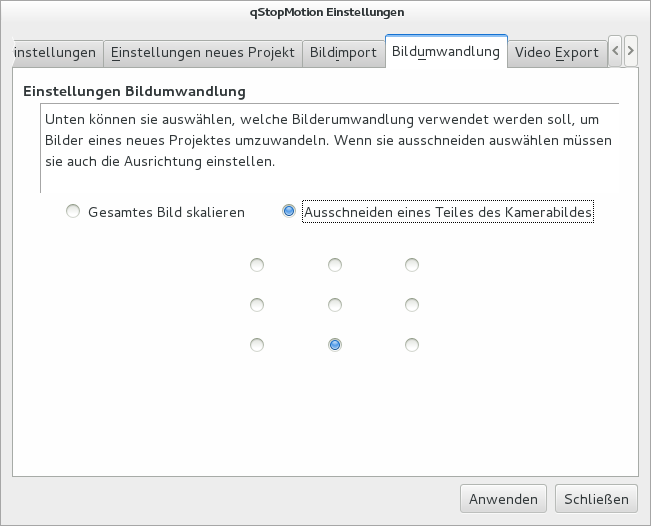 qStopMotion Einstellungen
instellungen Einstellungen neues Projekt Bildimport Bildumwandlung Video Export
Einstellungen Bildumwandlung
Unten können sie auswählen, welche Bilderumwandlung verwendet werden soll, um
Bilder eines neues Projektes umzuwandeln. Wenn sie ausschneiden auswählen müssen
sie auch die Ausrichtung einstellen.
Gesamtes Bild skalieren Ausschneiden eines Teiles des Kamerabildes
Anwenden Schließen